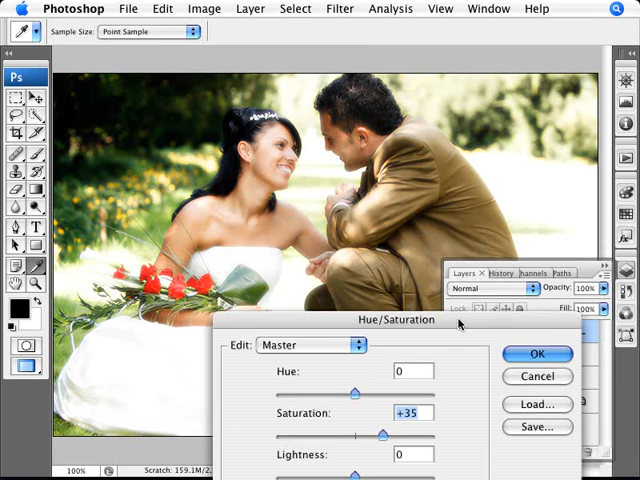 Photoshop File Edit Image Layer Select Filter Analysis View Window Help
Sample Size: Point Sample
Ps
Layers × History hannels Paths
Normal Opacity: 100%
Lock: Fill: 100%
Hue/Saturation
Edit: Master
OK
Hue: 0
Cancel
Load...
Saturation: +35
Save...
Lightness: 0
100% Scratch: 159.1M/2.
T